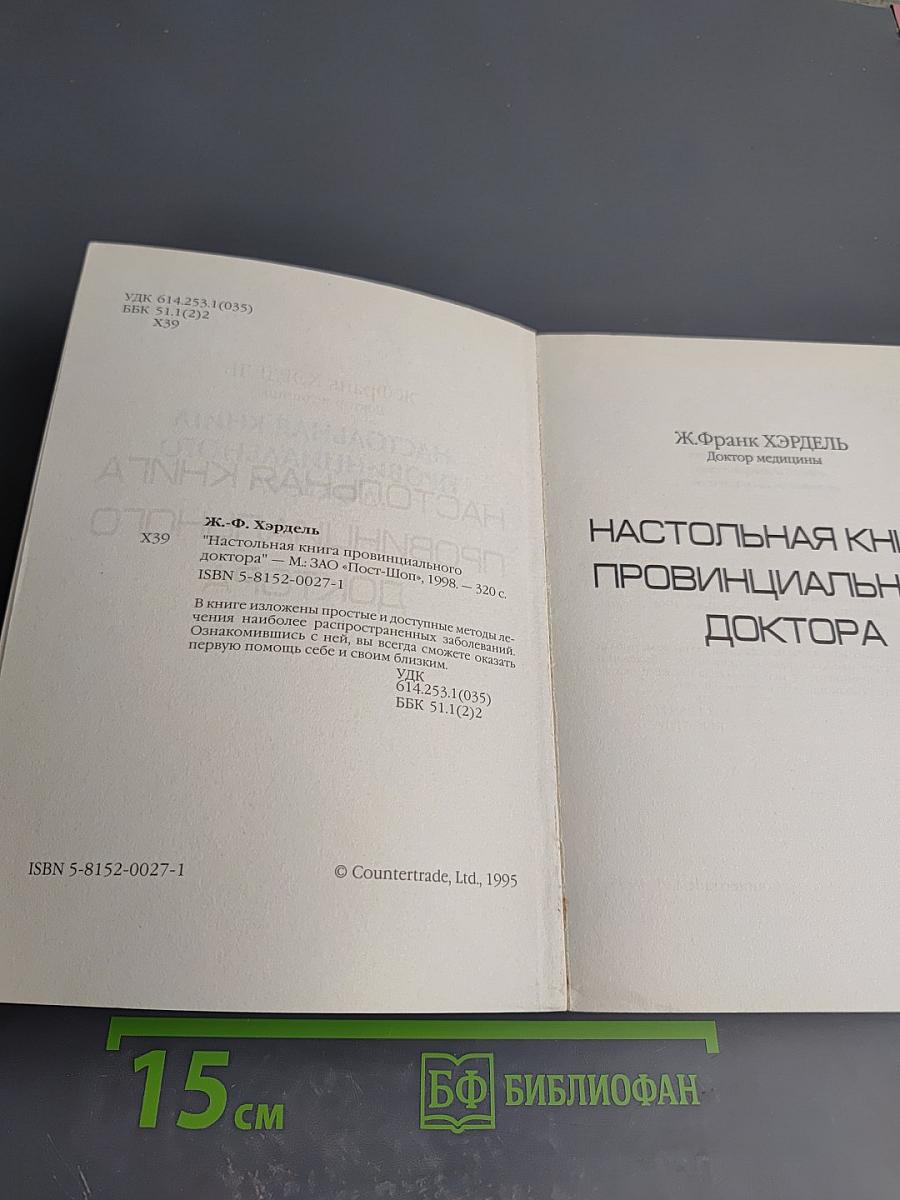 УДК 614.253.1(035)
ББК 51.1(2)2
Х39
Ж.-Ф. Хэрдель
Х39
"Настольная книга провинциального
доктора" — М.: ЗАО «Пост-Шоп», 1998. — 320 с.
ISBN 5-8152-0027-1
В книге изложены простые и доступные методы ле-
чения наиболее распространенных заболеваний.
Ознакомившись с ней, вы всегда сможете оказать
первую помощь себе и своим близким.
УДК
614.253.1(035)
ББК 51.1(2)2
ISBN 5-8152-0027-1
© Countertrade, Ltd., 1995
Ж.Франк ХЭРДЕЛЬ
Доктор медицины
НАСТОЛЬНАЯ КНИ
ПРОВИНЦИАЛЬН
ДОКТОРА
15 см
БФ БИБЛИОФАН